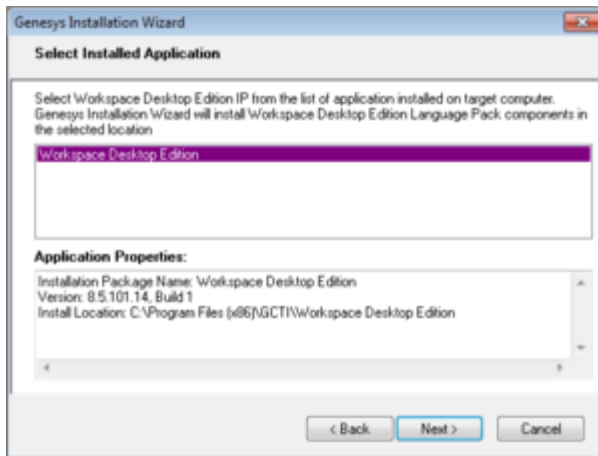 Genesys Installation Wizard
Select Installed Application
Select Workspace Desktop Edition IP from the list of application installed on target computer.
Genesys Installation Wizard will install Workspace Desktop Edition Language Pack components in
the selected location
Workspace Desktop Edition
Application Properties:
Installation Package Name: Workspace Desktop Edition
Version: 8.5.101.14, Build 1
Install Location: C:\Program Files (x86)\GCTI\Workspace Desktop Edition
< Back
Next >
Cancel